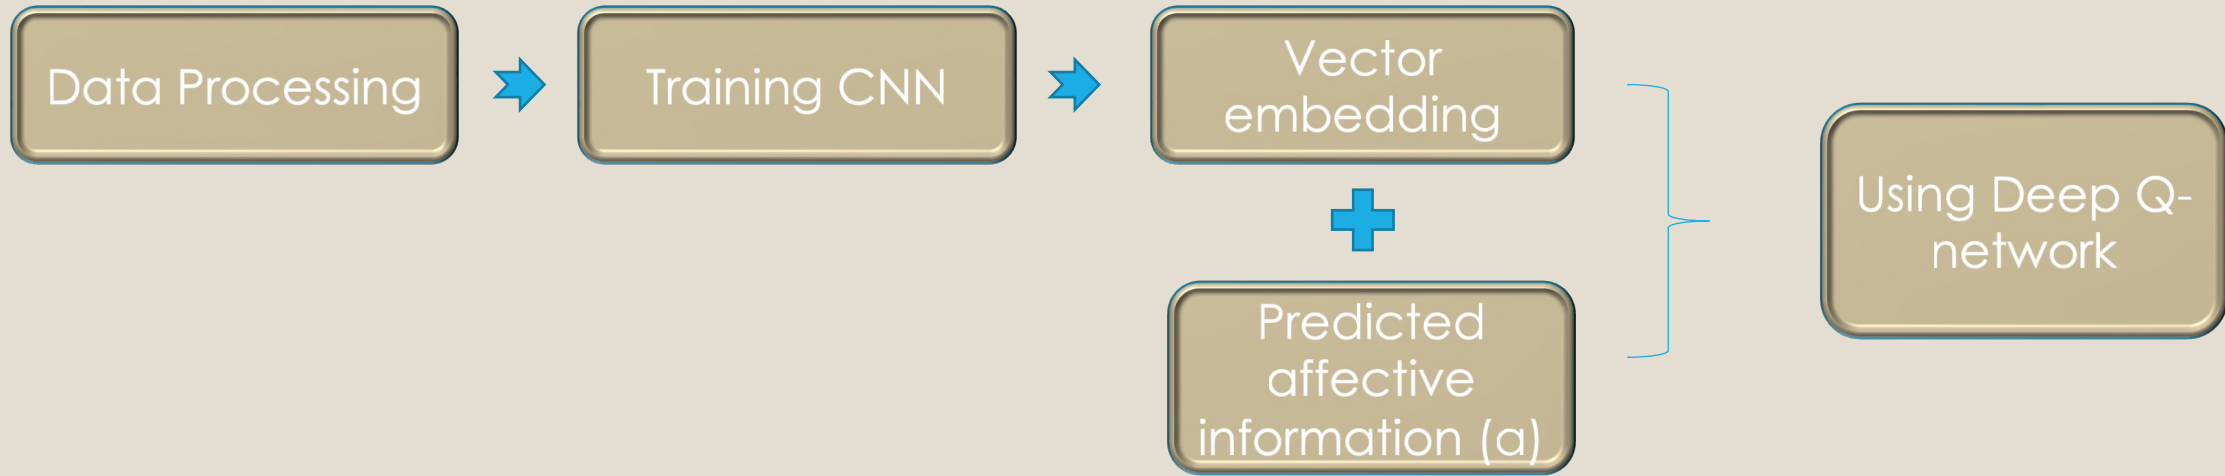 Data Processing
Training CNN
Vector
embedding
Predicted
affective
information (a)
Using Deep Q-
network